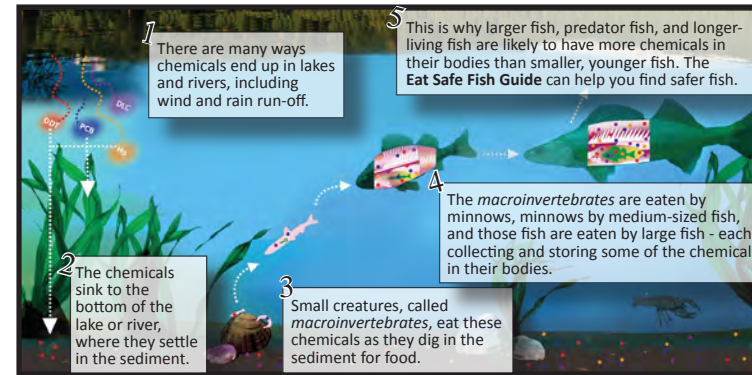 1
There are many ways
chemicals end up in lakes
and rivers, including
wind and rain run-off.
5
This is why larger fish, predator fish, and longer-
living fish are likely to have more chemicals in
their bodies than smaller, younger fish. The
Eat Safe Fish Guide can help you find safer fish.
DDT
PCB
DLC
Hg
4
The macroinvertebrates are eaten by
minnows, minnows by medium-sized fish,
and those fish are eaten by large fish - each
collecting and storing some of the chemical
in their bodies.
2
The chemicals
sink to the
bottom of the
lake or river,
where they settle
in the sediment.
3
Small creatures, called
macroinvertebrates, eat these
chemicals as they dig in the
sediment for food.